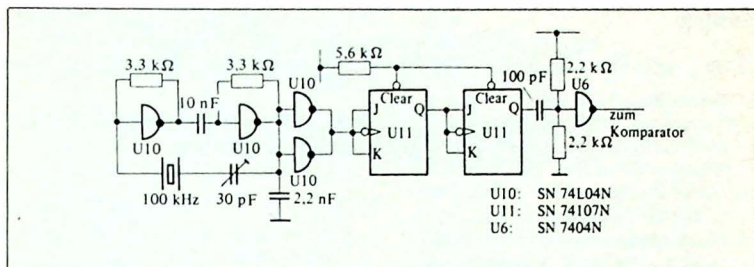 3,3 kΩ
3,3 kΩ
5,6 kΩ
U10
10 nF
100 pF
2,2 kΩ
U6
Clear
Clear
J
Q
J
Q
U11
U11
K
K
U10
U10
U10
zum
Komparator
2,2 kΩ
100 kHz
30 pF
2,2 nF
U10: SN 74L04N
U11: SN 74107N
U6: SN 7404N